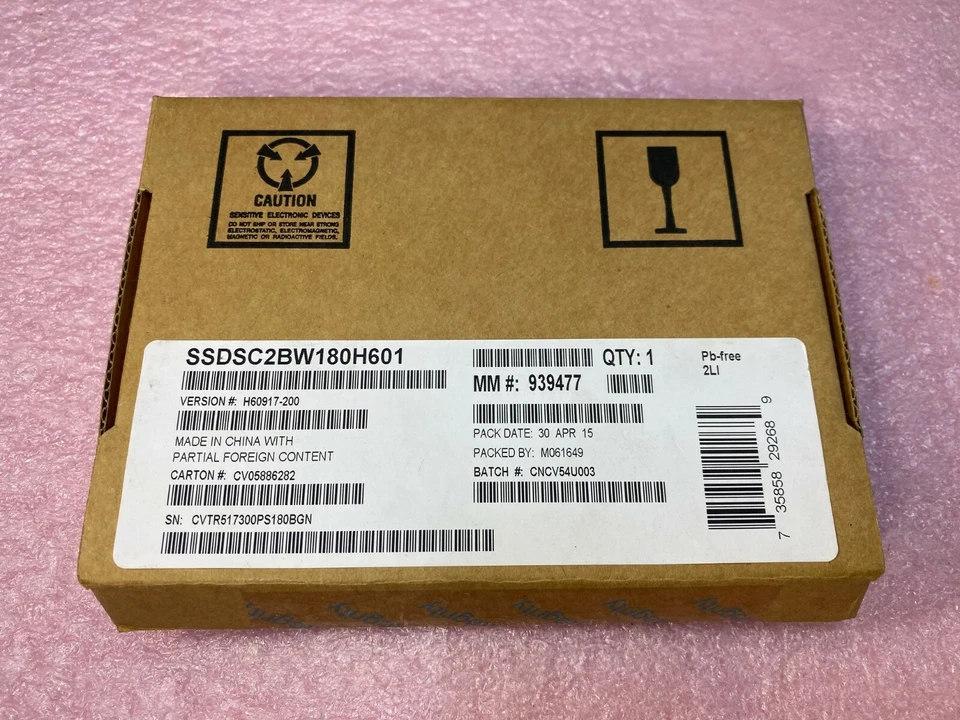 CAUTION
SENSITIVE ELECTRONIC DEVICES
DO NOT SHIP OR STORE NEAR STRONG
ELECTROSTATIC, ELECTROMAGNETIC,
MAGNETIC OR RADIOACTIVE FIELDS.
SSDSC2BW180H601
VERSION #: H60917-200
MADE IN CHINA WITH
PARTIAL FOREIGN CONTENT
CARTON #: CV05886282
SN: CVTR517300PS180BGN
QTY: 1
MM #: 939477
PACK DATE: 30 APR 15
PACKED BY: M061649
BATCH #: CNCV54U003
Pb-free
2LI
7 35858 29268 9